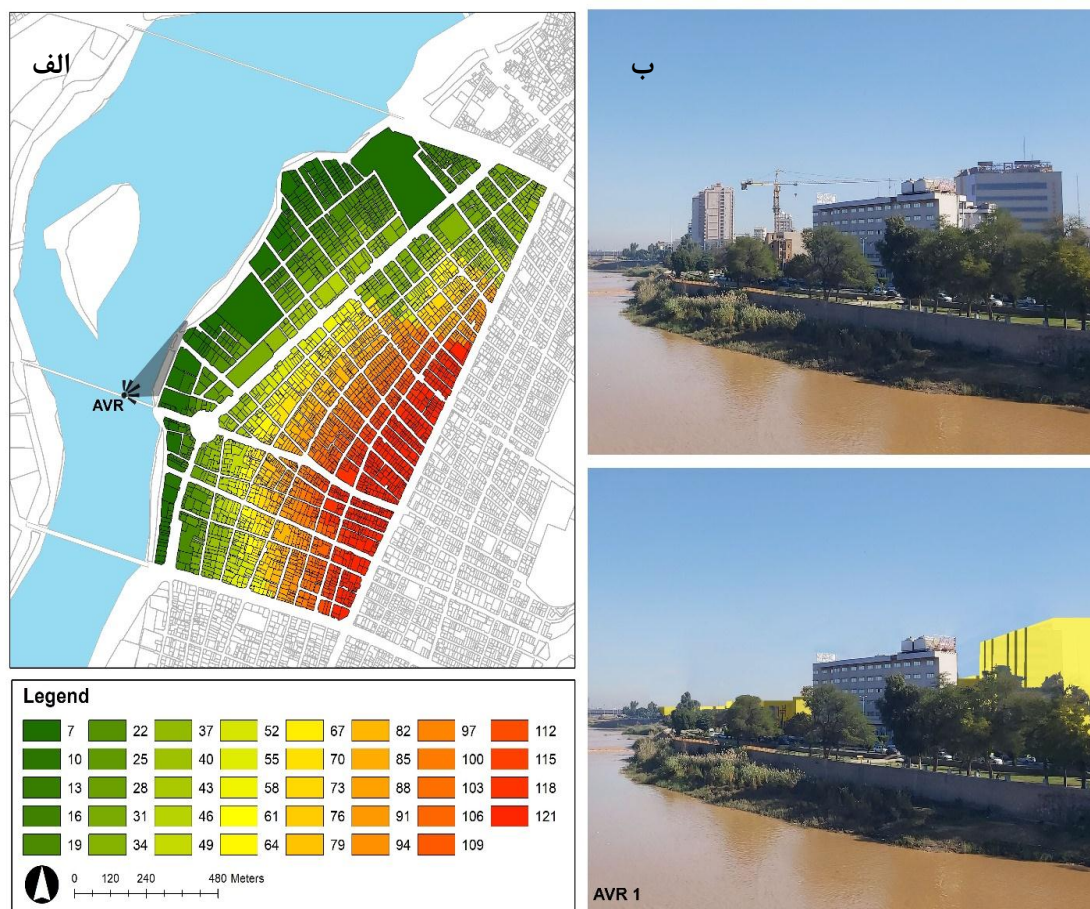 الف
AVR
ب
Legend
7 22 37 52 67 82 97 112
10 25 40 55 70 85 100 115
13 28 43 58 73 88 103 118
16 31 46 61 76 91 106 121
19 34 49 64 79 94 109
0 120 240 480 Meters
AVR 1